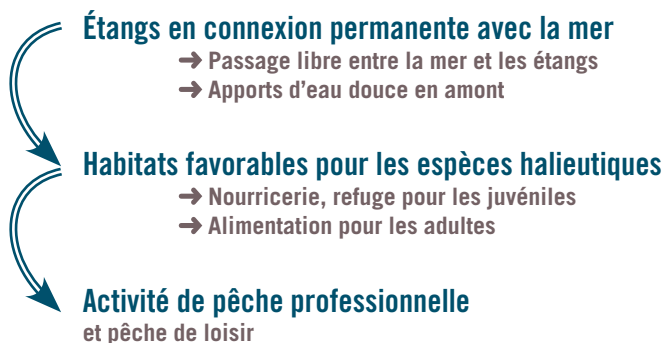 Étangs en connexion permanente avec la mer
➜ Passage libre entre la mer et les étangs
➜ Apports d’eau douce en amont
Habitats favorables pour les espèces halieutiques
➜ Nourricerie, refuge pour les juvéniles
➜ Alimentation pour les adultes
Activité de pêche professionnelle
et pêche de loisir